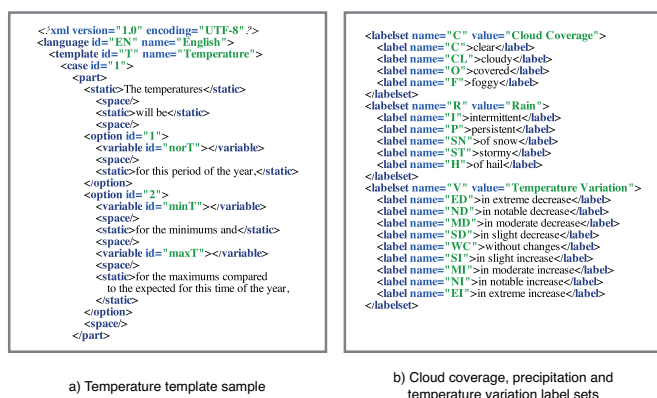 <?xml version="1.0" encoding="UTF-8"?>
<language id="EN" name="English">
<template id="T" name="Temperature">
<case id="1">
<part>
<static>The temperatures</static>
<space/>
<static>will be</static>
<space/>
<option id="1">
<variable id="norT"></variable>
<space/>
<static>for this period of the year,</static>
</option>
<option id="2">
<variable id="minT"></variable>
<space/>
<static>for the minimums and</static>
<space/>
<variable id="maxT"></variable>
<space/>
<static>for the maximums compared
to the expected for this time of the year,
</static>
</option>
<space/>
</part>
a) Temperature template sample
<labelset name="C" value="Cloud Coverage">
<label name="C">clear</label>
<label name="CL">cloudy</label>
<label name="O">covered</label>
<label name="F">foggy</label>
</labelset>
<labelset name="R" value="Rain">
<label name="I">intermittent</label>
<label name="P">persistent</label>
<label name="SN">of snow</label>
<label name="ST">stormy</label>
<label name="H">of hail</label>
</labelset>
<labelset name="V" value="Temperature Variation">
<label name="ED">in extreme decrease</label>
<label name="ND">in notable decrease</label>
<label name="MD">in moderate decrease</label>
<label name="SD">in slight decrease</label>
<label name="WC">without changes</label>
<label name="SI">in slight increase</label>
<label name="MI">in moderate increase</label>
<label name="NI">in notable increase</label>
<label name="EI">in extreme increase</label>
</labelset>
b) Cloud coverage, precipitation and
temperature variation label sets